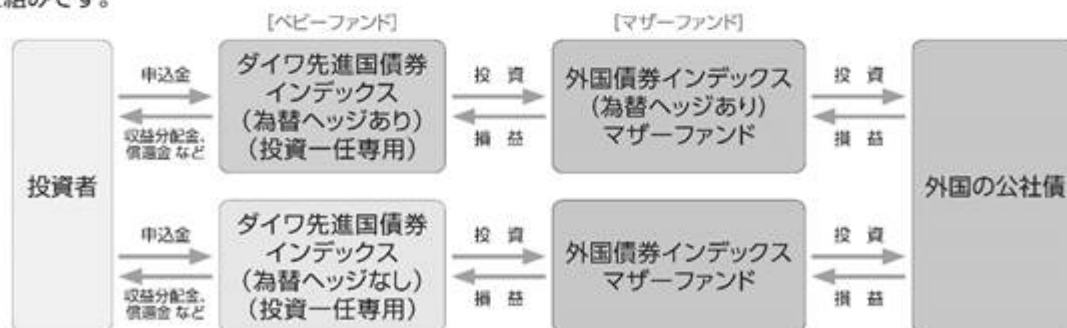 組みです。
[ベビーファンド]
[マザーファンド]
投資者
申込金
収益分配金、
償還金 など
ダイワ先進国債券
インデックス
(為替ヘッジあり)
(投資一任専用)
投 資
損 益
外国債券インデックス
(為替ヘッジあり)
マザーファンド
投 資
損 益
外国の公社債
申込金
収益分配金、
償還金 など
ダイワ先進国債券
インデックス
(為替ヘッジなし)
(投資一任専用)
投 資
損 益
外国債券インデックス
マザーファンド
投 資
損 益